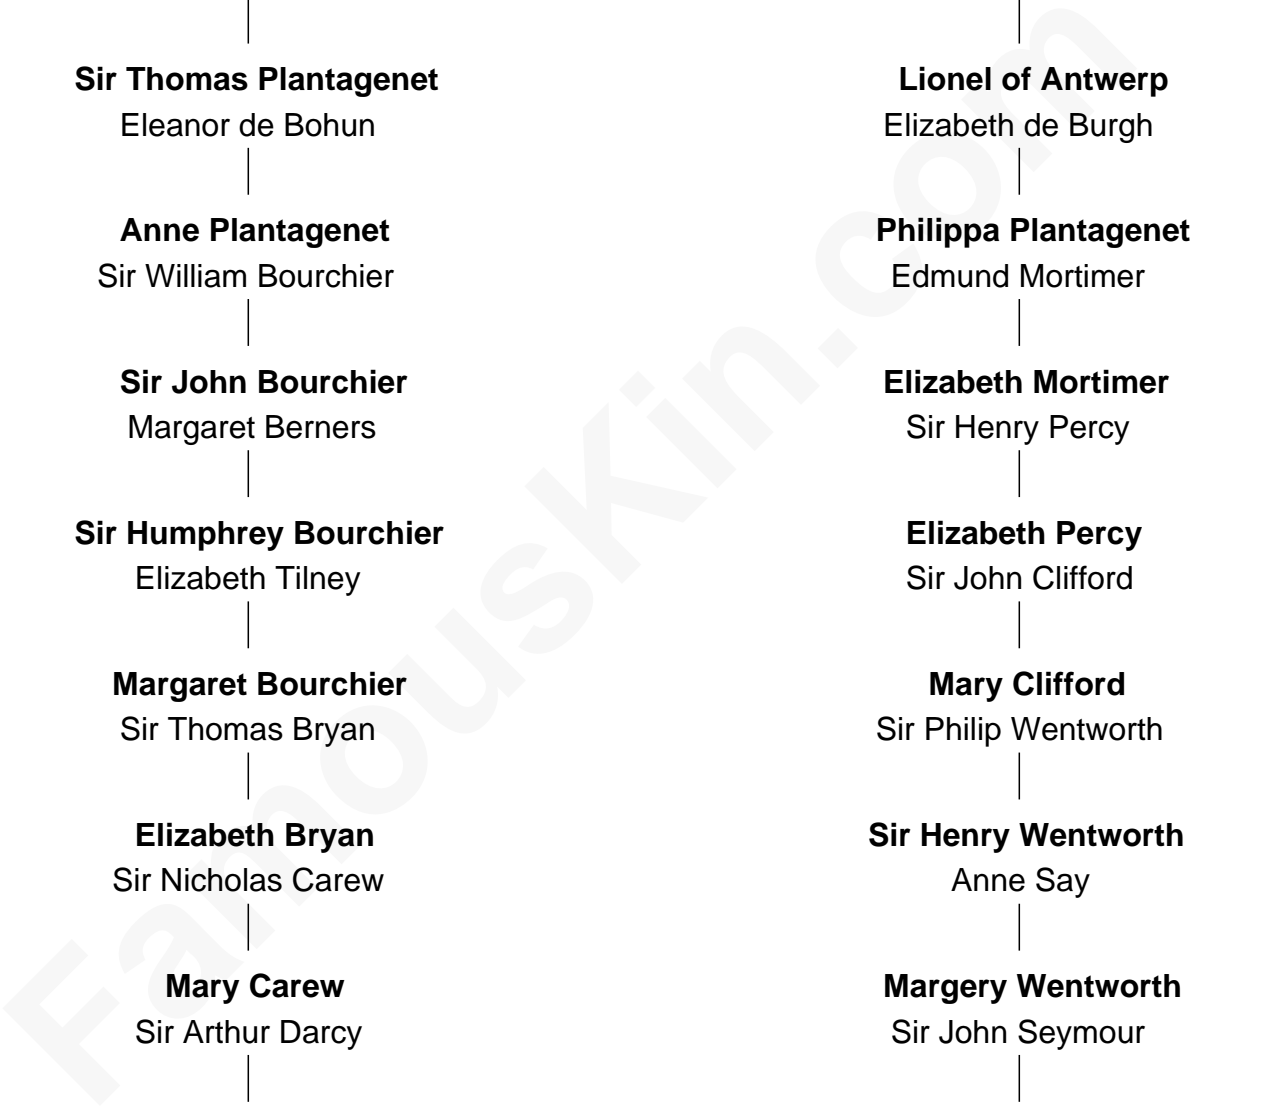 Sir Thomas Plantagenet
Eleanor de Bohun
Anne Plantagenet
Sir William Bourchier
Sir John Bourchier
Margaret Berners
Sir Humphrey Bourchier
Elizabeth Tilney
Margaret Bourchier
Sir Thomas Bryan
Elizabeth Bryan
Sir Nicholas Carew
Mary Carew
Sir Arthur Darcy
Lionel of Antwerp
Elizabeth de Burgh
Philippa Plantagenet
Edmund Mortimer
Elizabeth Mortimer
Sir Henry Percy
Elizabeth Percy
Sir John Clifford
Mary Clifford
Sir Philip Wentworth
Sir Henry Wentworth
Anne Say
Margery Wentworth
Sir John Seymour
FamousKin.com